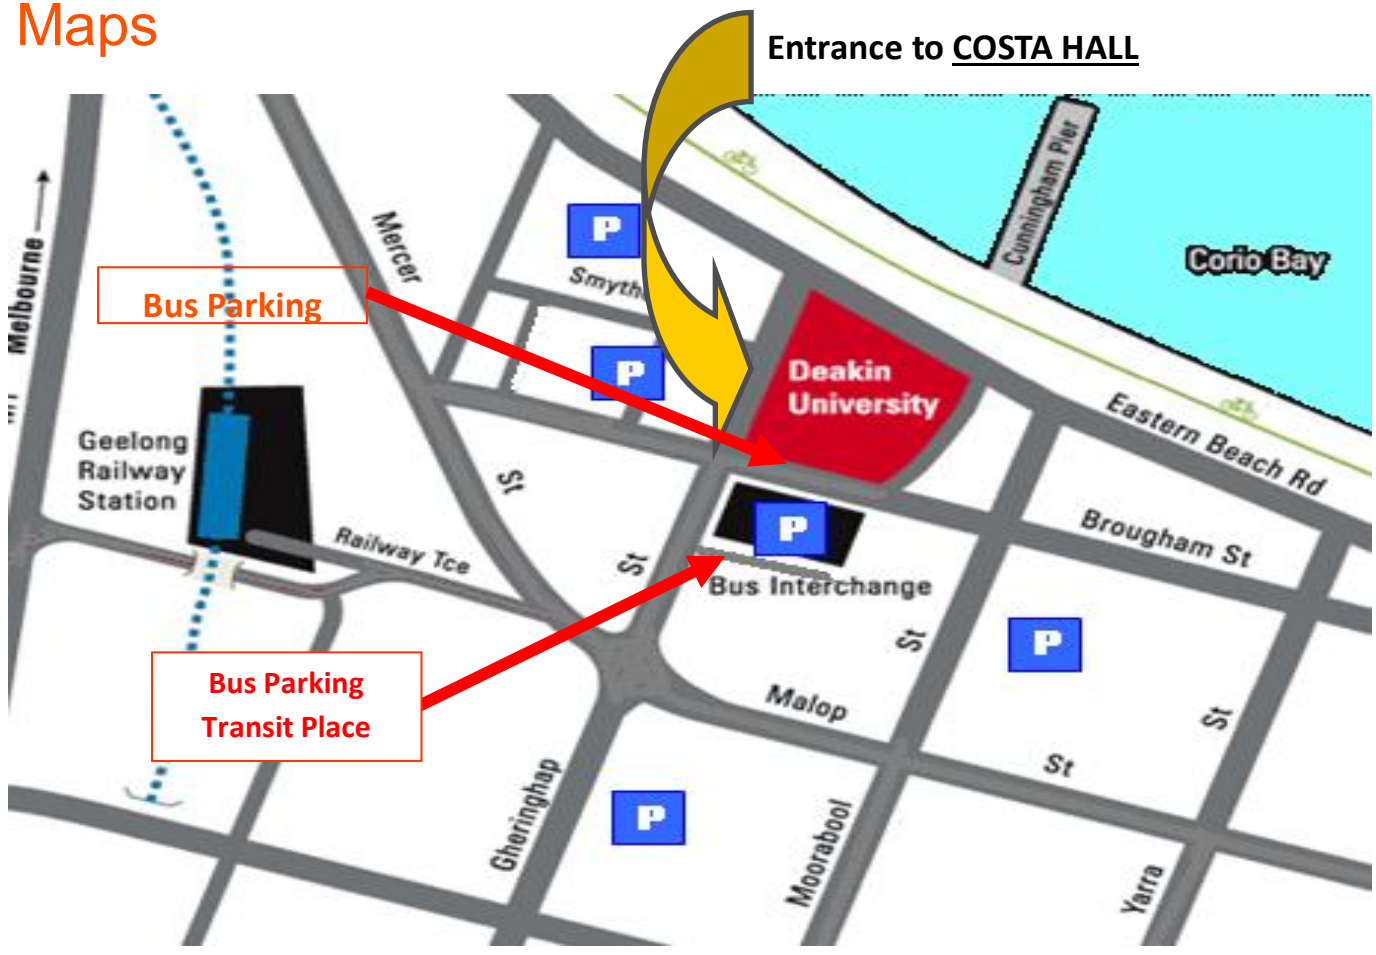 Maps
Entrance to COSTA HALL
Cunningham Pier
Corio Bay
Mercer
Melbourne
P
Smythe
Bus Parking
P
Deakin
University
Eastern Beach Rd
Geelong
Railway
Station
St
Railway Tce
P
Brougham St
St
Bus Interchange
St
P
Bus Parking
Transit Place
Malop
St
St
Gheringhap
P
Moorabool
Yarra